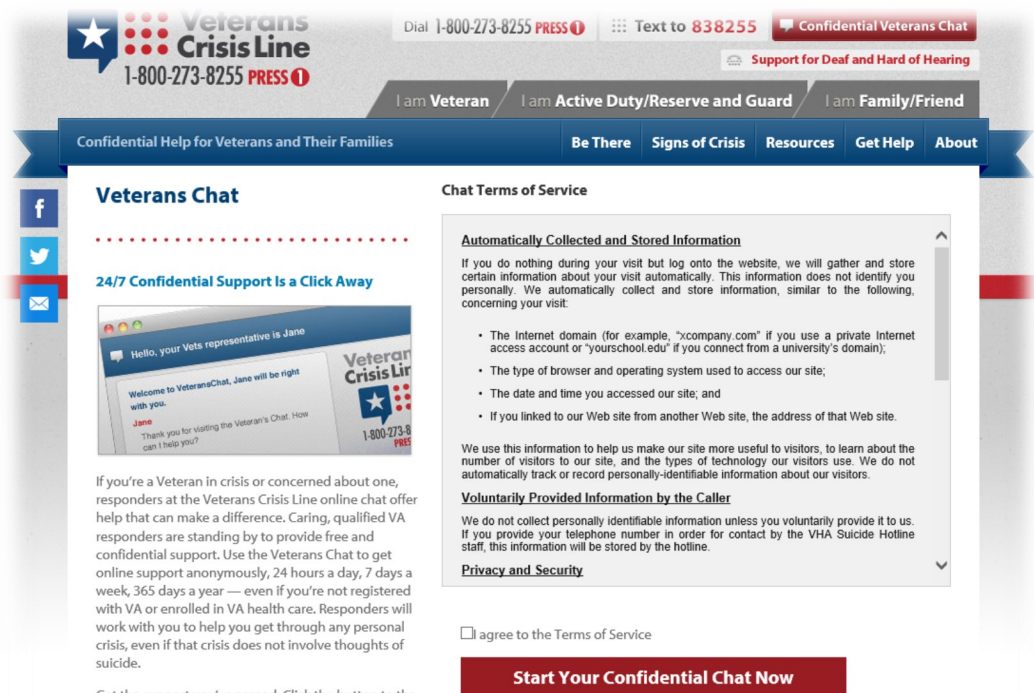 Veterans
Crisis Line
1-800-273-8255 PRESS 1
Dial 1-800-273-8255 PRESS 1
Text to 838255
Confidential Veterans Chat
Support for Deaf and Hard of Hearing
I am Veteran
I am Active Duty/Reserve and Guard
I am Family/Friend
Confidential Help for Veterans and Their Families
Be There
Signs of Crisis
Resources
Get Help
About
Veterans Chat
24/7 Confidential Support Is a Click Away
Hello, your Vets representative is Jane
Welcome to VeteransChat, Jane will be right
with you.
Jane
Thank you for visiting the Veteran's Chat. How
can I help you?
Veteran
Crisis Lin
1-800-273-8
PRES
If you're a Veteran in crisis or concerned about one,
responders at the Veterans Crisis Line online chat offer
help that can make a difference. Caring, qualified VA
responders are standing by to provide free and
confidential support. Use the Veterans Chat to get
online support anonymously, 24 hours a day, 7 days a
week, 365 days a year — even if you're not registered
with VA or enrolled in VA health care. Responders will
work with you to help you get through any personal
crisis, even if that crisis does not involve thoughts of
suicide.
Chat Terms of Service
Automatically Collected and Stored Information
If you do nothing during your visit but log onto the website, we will gather and store
certain information about your visit automatically. This information does not identify you
personally. We automatically collect and store information, similar to the following,
concerning your visit:
• The Internet domain (for example, “xcompany.com” if you use a private Internet
access account or “yourschool.edu” if you connect from a university's domain);
• The type of browser and operating system used to access our site;
• The date and time you accessed our site; and
• If you linked to our Web site from another Web site, the address of that Web site.
We use this information to help us make our site more useful to visitors, to learn about the
number of visitors to our site, and the types of technology our visitors use. We do not
automatically track or record personally-identifiable information about our visitors.
Voluntarily Provided Information by the Caller
We do not collect personally identifiable information unless you voluntarily provide it to us.
If you provide your telephone number in order for contact by the VHA Suicide Hotline
staff, this information will be stored by the hotline.
Privacy and Security
I agree to the Terms of Service
Start Your Confidential Chat Now